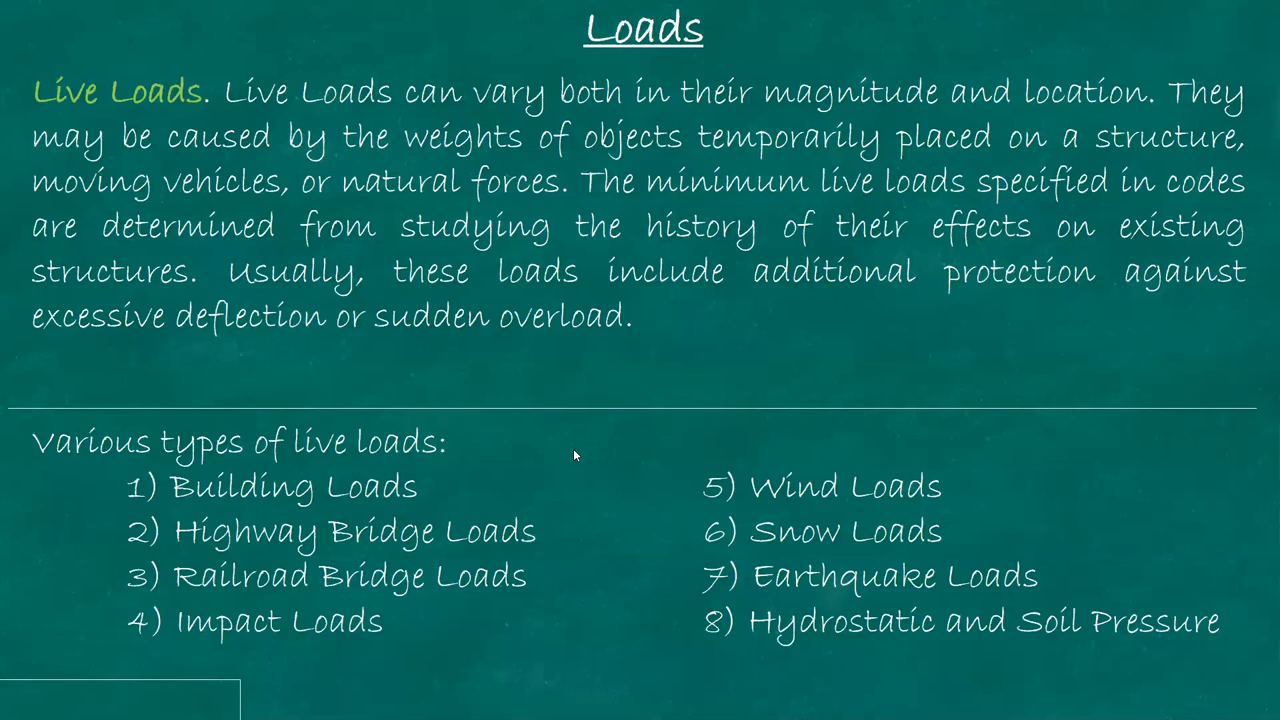 Loads
Live Loads. Live Loads can vary both in their magnitude and location. They
may be caused by the weights of objects temporarily placed on a structure,
moving vehicles, or natural forces. The minimum live loads specified in codes
are determined from studying the history of their effects on existing
structures. Usually, these loads include additional protection against
excessive deflection or sudden overload.
Various types of live loads:
1) Building Loads
2) Highway Bridge Loads
3) Railroad Bridge Loads
4) Impact Loads
5) Wind Loads
6) Snow Loads
7) Earthquake Loads
8) Hydrostatic and Soil Pressure